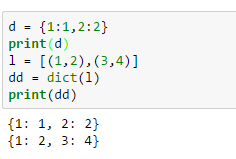 d = {1:1,2:2}
print(d)
l = [(1,2),(3,4)]
dd = dict(l)
print(dd)
{1: 1, 2: 2}
{1: 2, 3: 4}